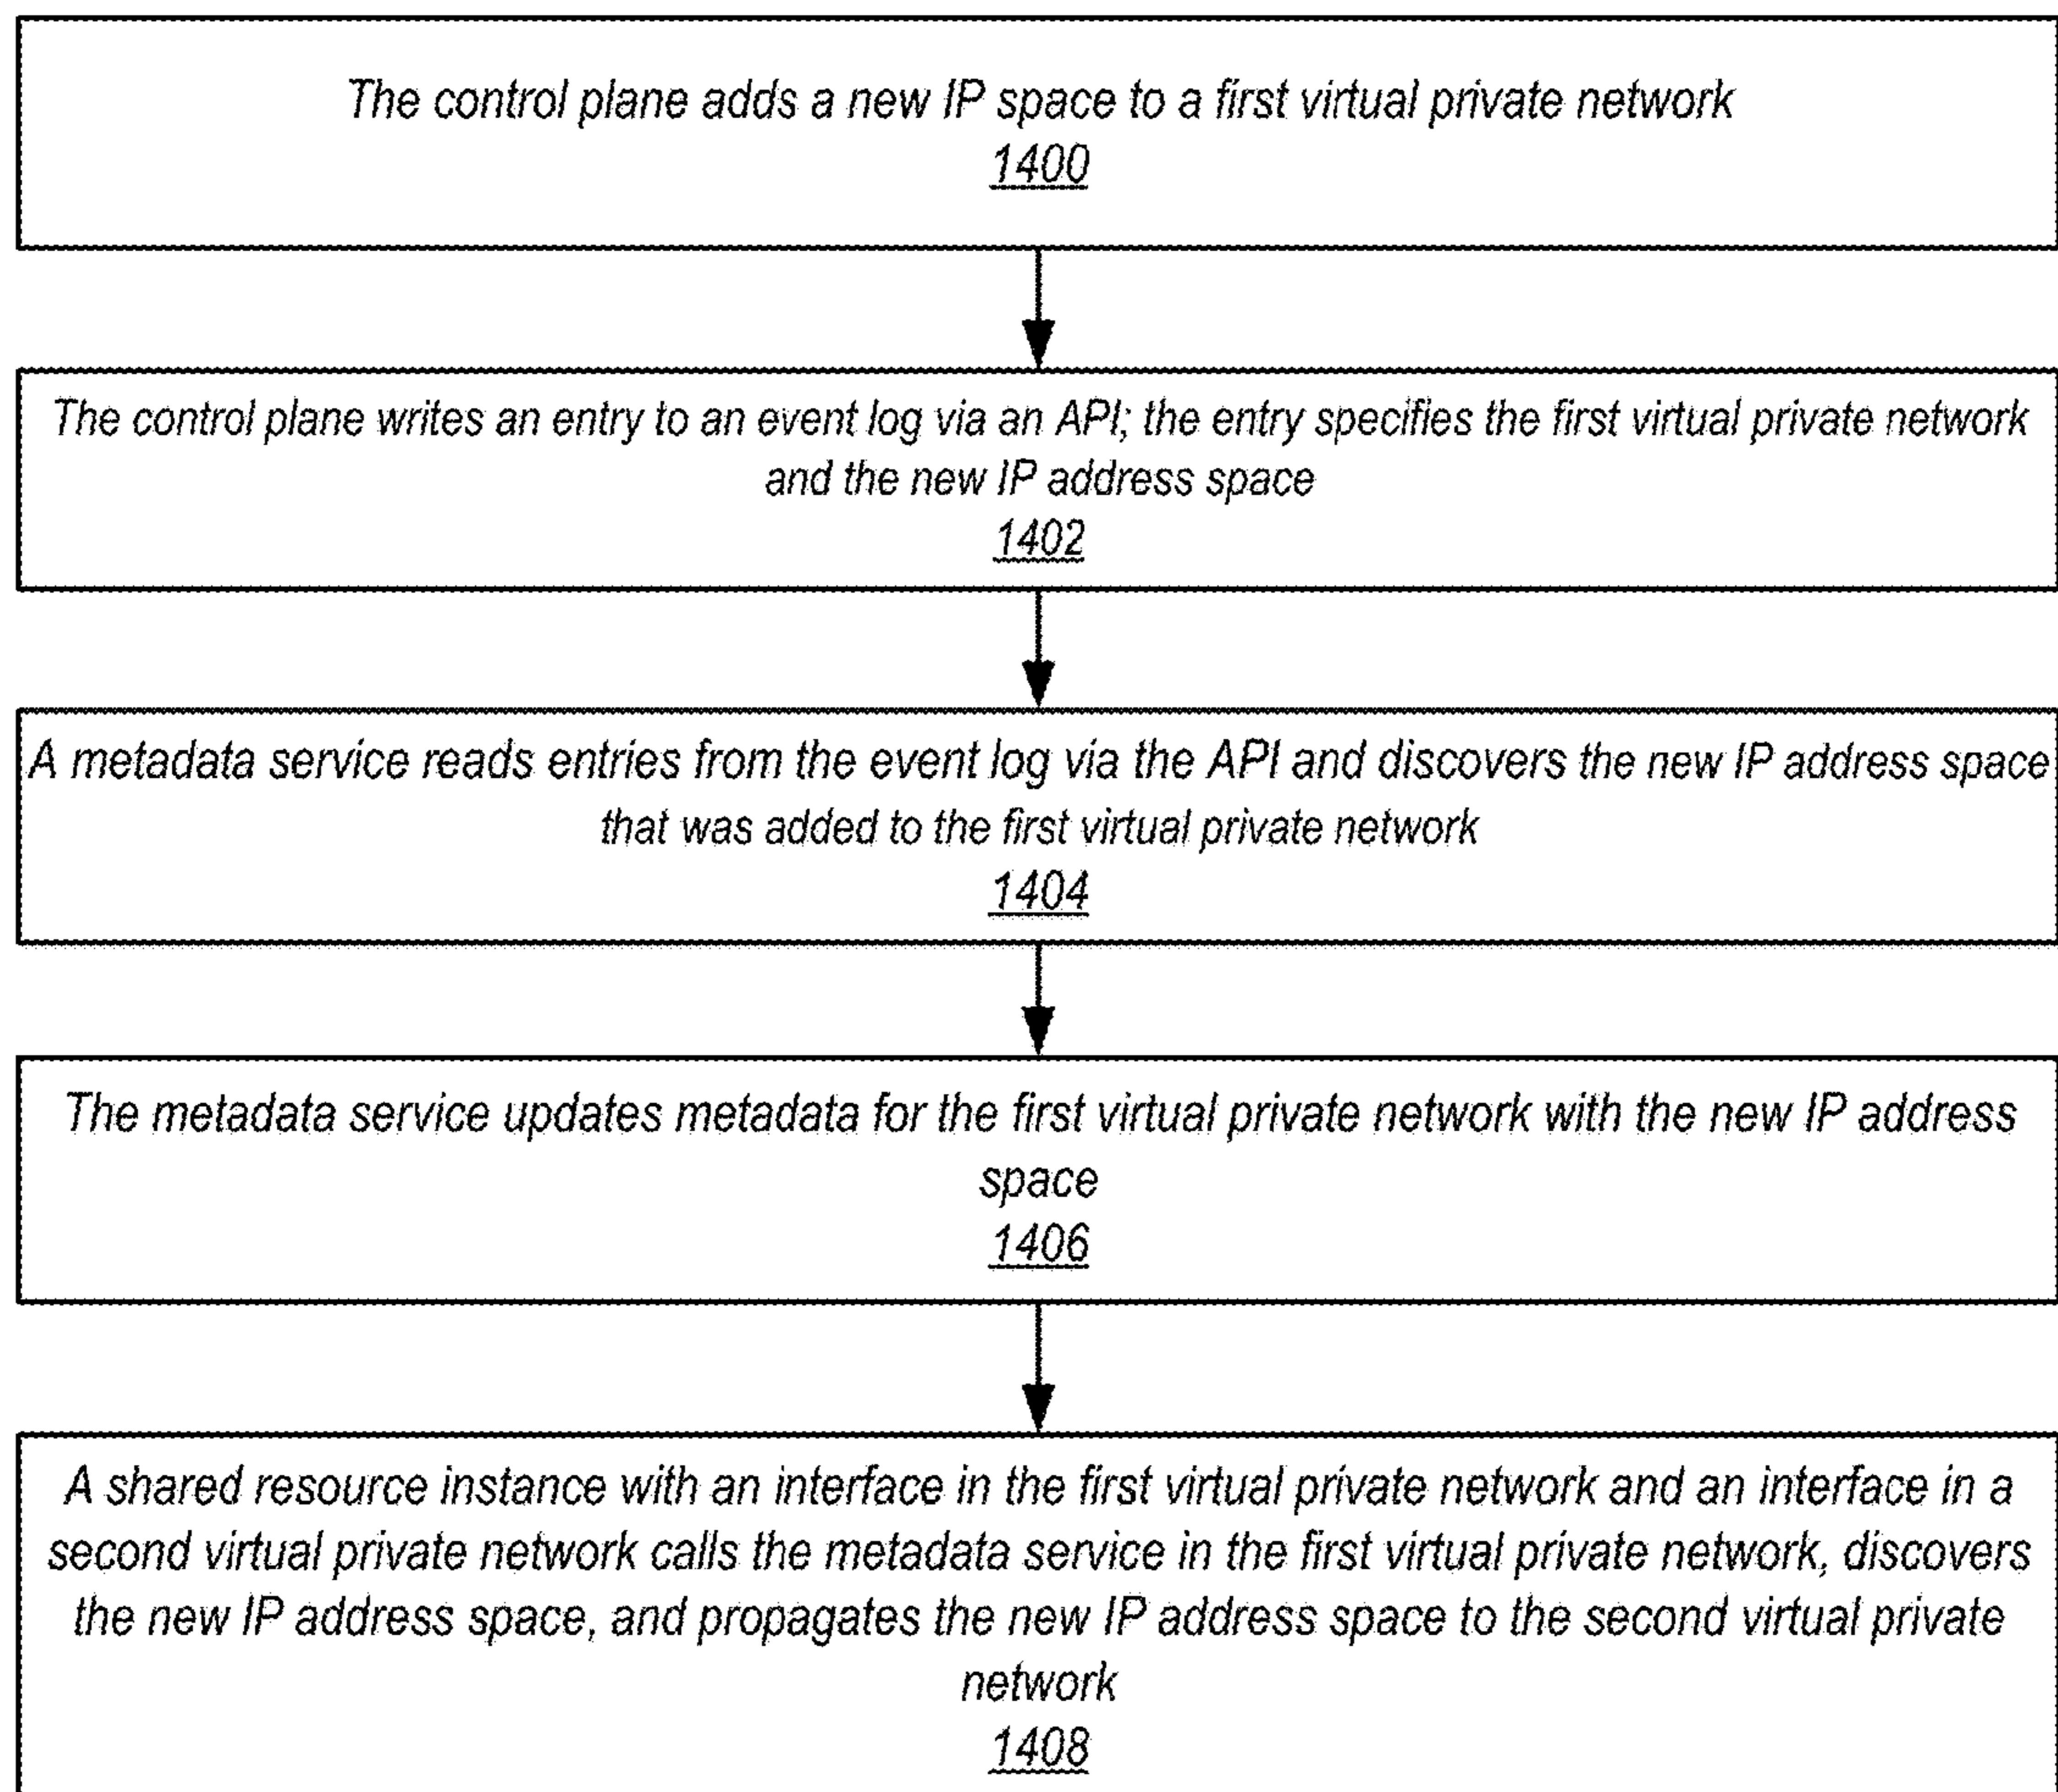 The control plane adds a new IP space to a first virtual private network
1400
The control plane writes an entry to an event log via an API; the entry specifies the first virtual private network
and the new IP address space
1402
A metadata service reads entries from the event log via the API and discovers the new IP address space
that was added to the first virtual private network
1404
The metadata service updates metadata for the first virtual private network with the new IP address
space
1406
A shared resource instance with an interface in the first virtual private network and an interface in a
second virtual private network calls the metadata service in the first virtual private network, discovers
the new IP address space, and propagates the new IP address space to the second virtual private
network
1408